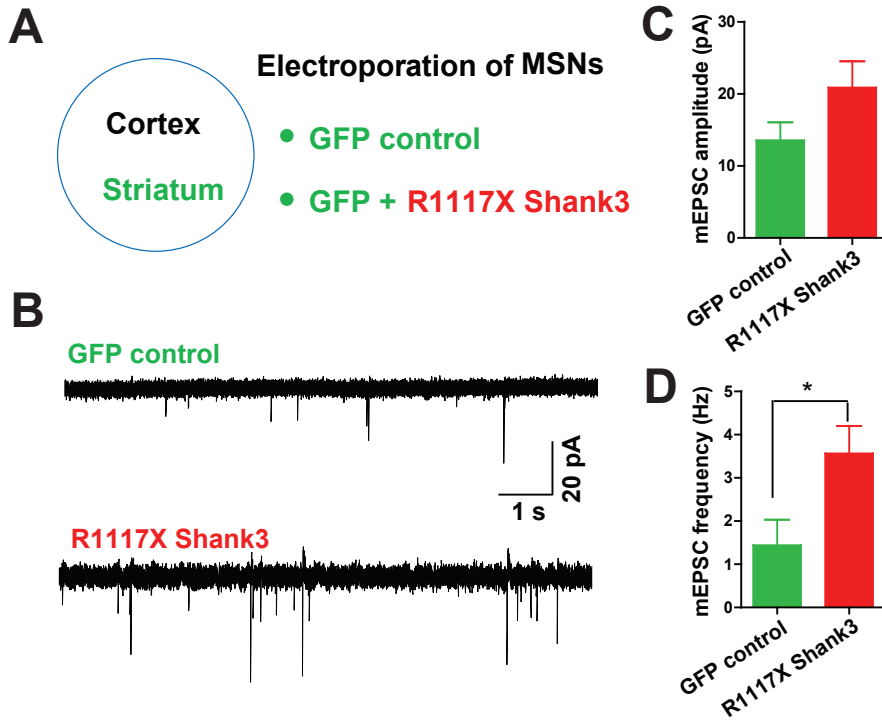 A
Electroporation of MSNs
Cortex
Striatum
• GFP control
• GFP + R1117X Shank3
B
GFP control
20 pA
1 s
R1117X Shank3
C
mEPSC amplitude (pA)
30
20
10
0
GFP control
R1117X Shank3
D
mEPSC frequency (Hz)
5
4
3
2
1
0
*
GFP control
R1117X Shank3